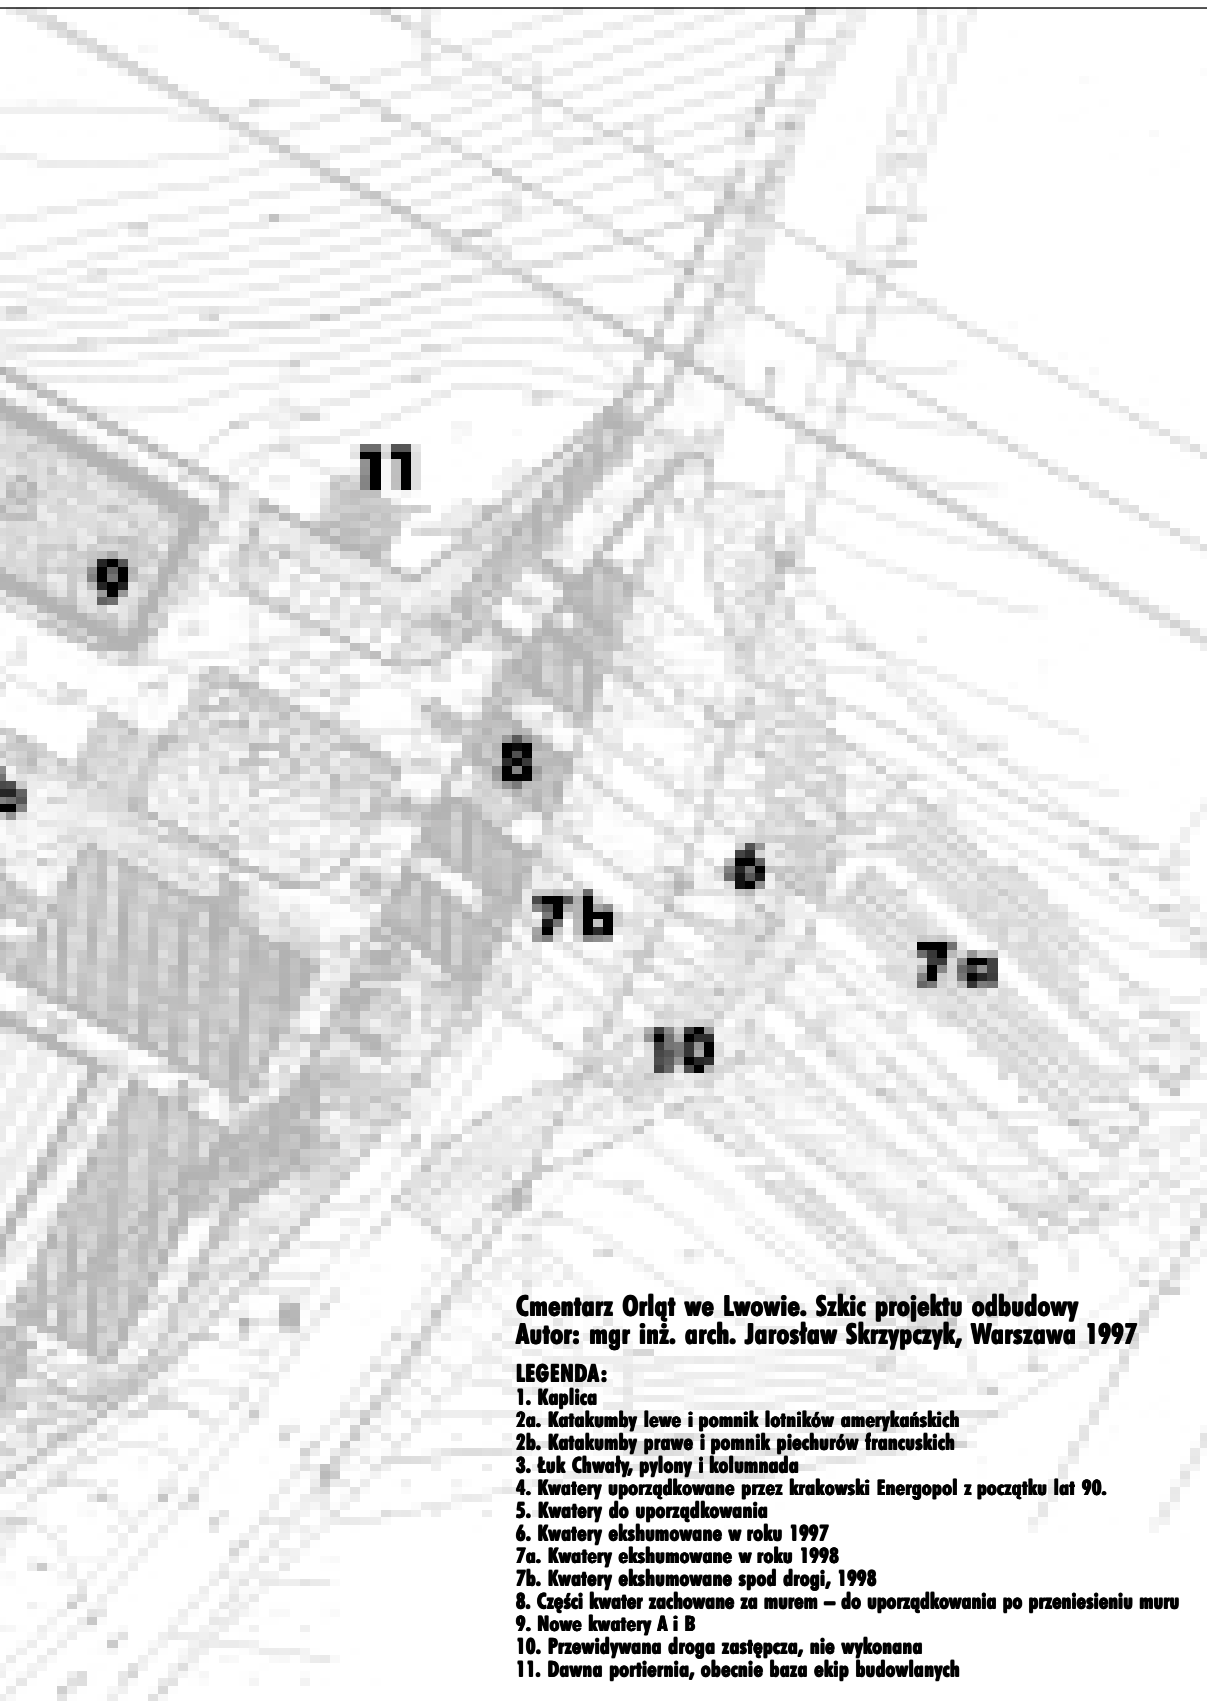 11
9
8
6
7b
7a
10
Cmentarz Orląt we Lwowie. Szkic projektu odbudowy
Autor: mgr inż. arch. Jarosław Skrzypczyk, Warszawa 1997
LEGENDA:
1. Kaplica
2a. Katakumby lewe i pomnik lotników amerykańskich
2b. Katakumby prawe i pomnik piechurów francuskich
3. Łuk Chwały, pylony i kolumnada
4. Kwatery uporządkowane przez krakowski Energopol z początku lat 90.
5. Kwatery do uporządkowania
6. Kwatery ekshumowane w roku 1997
7a. Kwatery ekshumowane w roku 1998
7b. Kwatery ekshumowane spod drogi, 1998
8. Części kwater zachowane za murem – do uporządkowania po przeniesieniu muru
9. Nowe kwatery A i B
10. Przewidywana droga zastępcza, nie wykonana
11. Dawna portiernia, obecnie baza ekip budowlanych